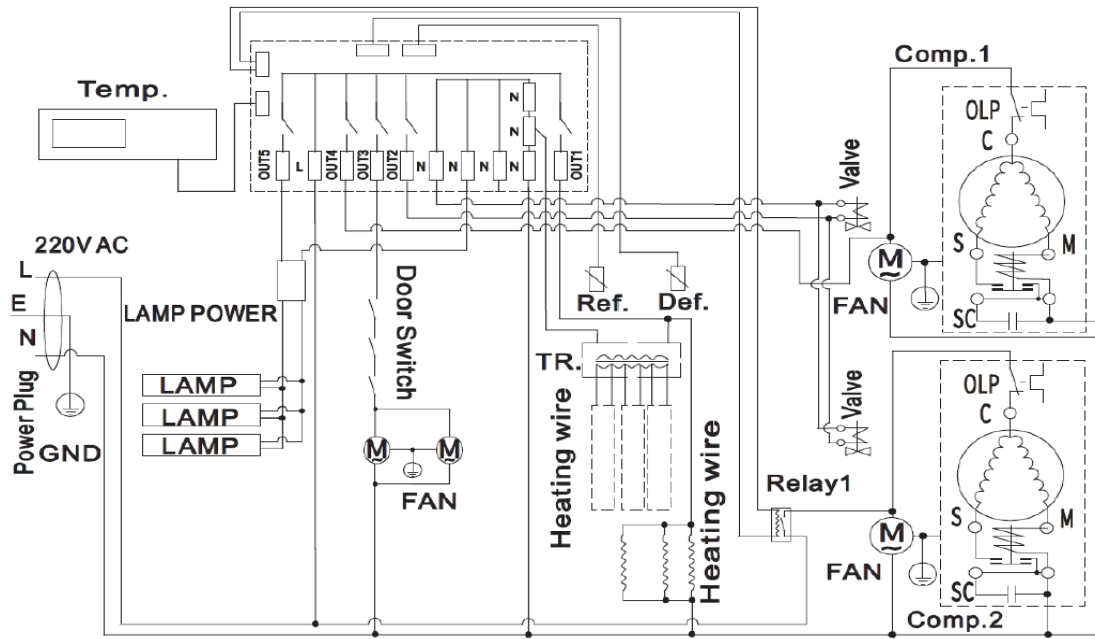 Temp.
N
N
OUT5
L
OUT4
OUT3
OUT2
N
N
N
N
OUT1
Comp.1
OLP
C
S
M
SC
Valve
M
FAN
220V AC
L
E
N
Power Plug
GND
LAMP POWER
LAMP
LAMP
LAMP
Door Switch
M
M
FAN
Ref.
Def.
TR.
Heating wire
Heating wire
Relay1
Valve
M
FAN
OLP
C
S
M
SC
Comp.2